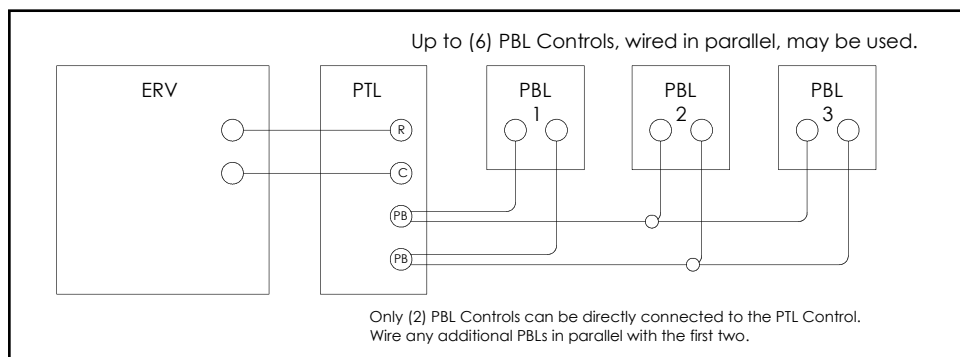 Up to (6) PBL Controls, wired in parallel, may be used.
ERV
PTL
PBL
1
PBL
2
PBL
3
R
C
PB
PB
Only (2) PBL Controls can be directly connected to the PTL Control.
Wire any additional PBLs in parallel with the first two.